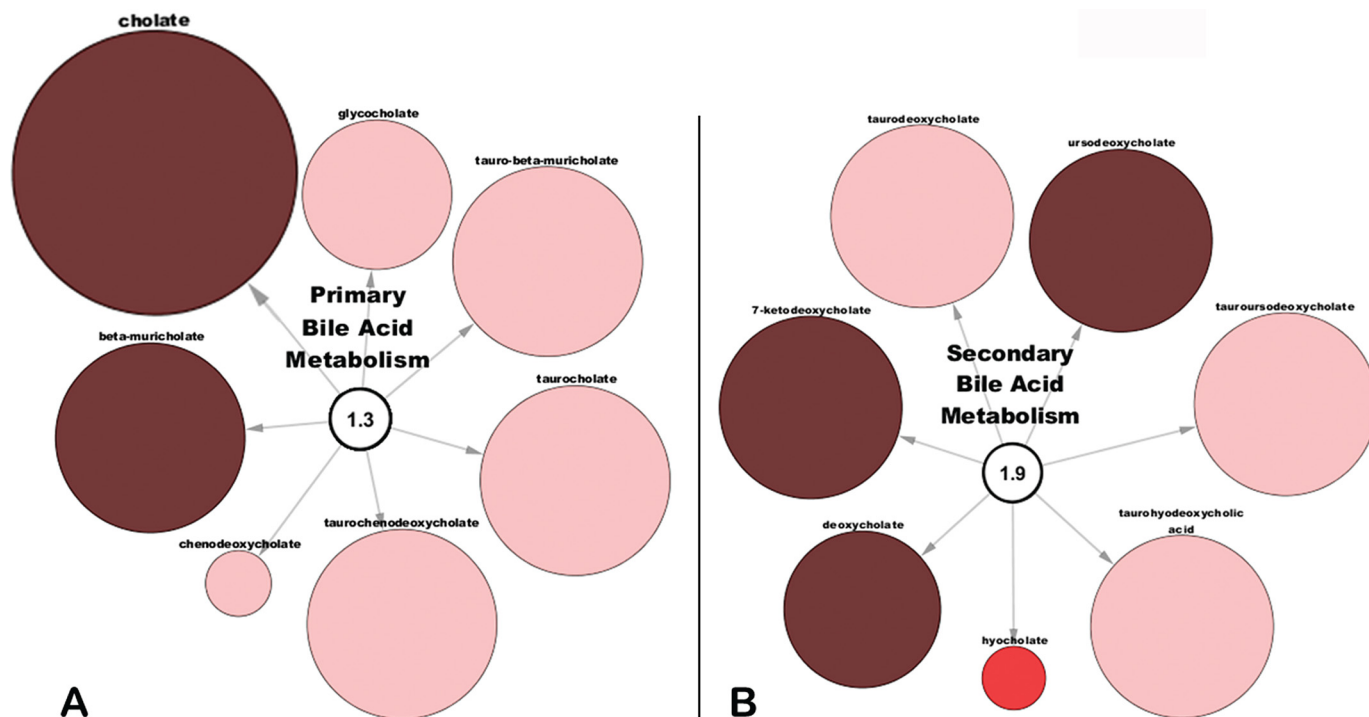 cholate
glycocholate
tauro-beta-muricholate
Primary
Bile Acid
Metabolism
beta-muricholate
taurocholate
1.3
taurochenodeoxycholate
chenodeoxycholate
A
taurodeoxycholate
ursodeoxycholate
7-ketodeoxycholate
tauroursodeoxycholate
Secondary
Bile Acid
Metabolism
1.9
taurohyodeoxycholic
acid
deoxycholate
hyocholate
B